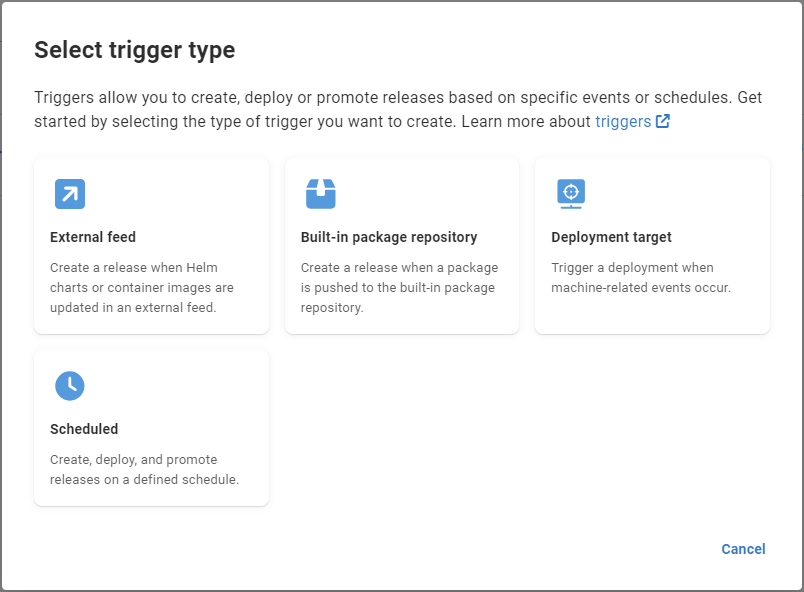 Select trigger type
Triggers allow you to create, deploy or promote releases based on specific events or schedules. Get
started by selecting the type of trigger you want to create. Learn more about triggers
External feed
Create a release when Helm
charts or container images are
updated in an external feed.
Built-in package repository
Create a release when a package
is pushed to the built-in package
repository.
Deployment target
Trigger a deployment when
machine-related events occur.
Scheduled
Create, deploy, and promote
releases on a defined schedule.
Cancel